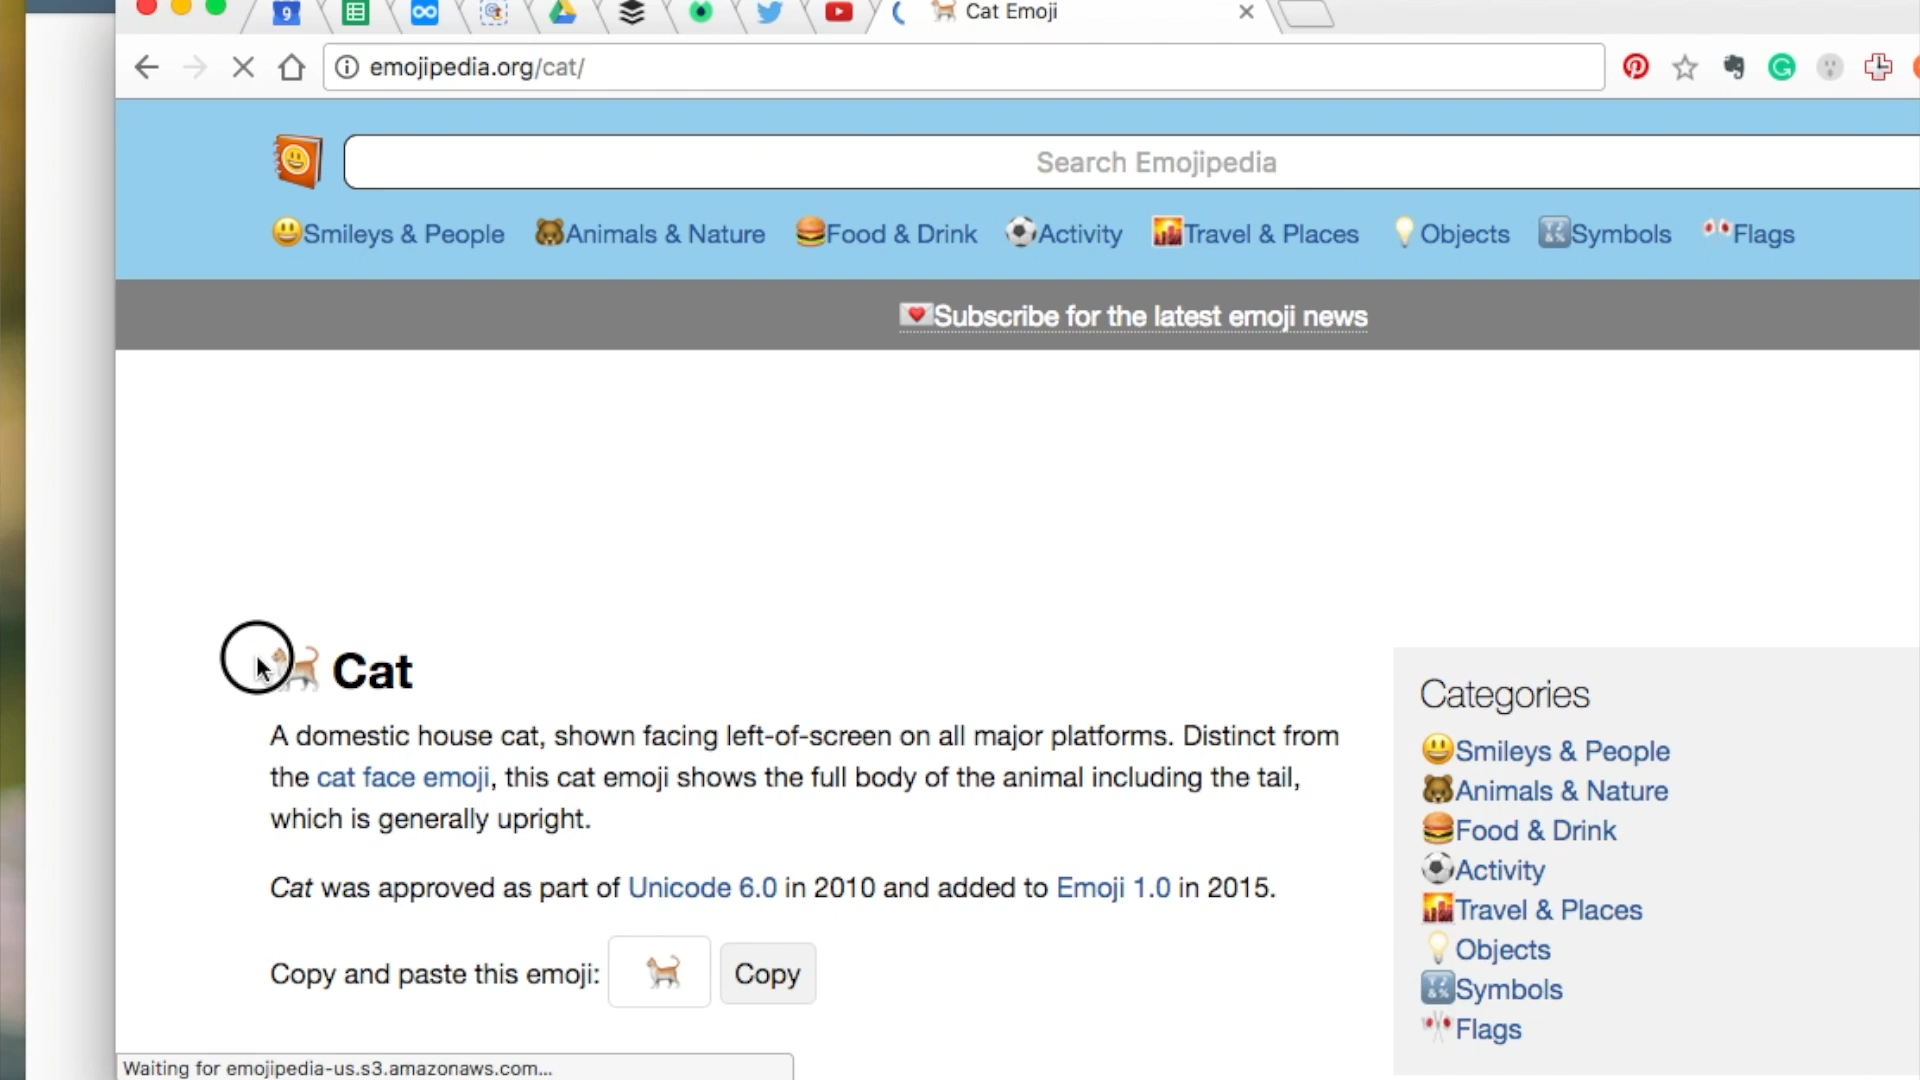 9
Cat Emoji
emojipedia.org/cat/
Search Emojipedia
Smileys & People Animals & Nature Food & Drink Activity Travel & Places Objects Symbols Flags
Subscribe for the latest emoji news
Cat
A domestic house cat, shown facing left-of-screen on all major platforms. Distinct from
the cat face emoji, this cat emoji shows the full body of the animal including the tail,
which is generally upright.
Cat was approved as part of Unicode 6.0 in 2010 and added to Emoji 1.0 in 2015.
Copy and paste this emoji: Copy
Categories
Smileys & People
Animals & Nature
Food & Drink
Activity
Travel & Places
Objects
Symbols
Flags
Waiting for emojipedia-us.s3.amazonaws.com...